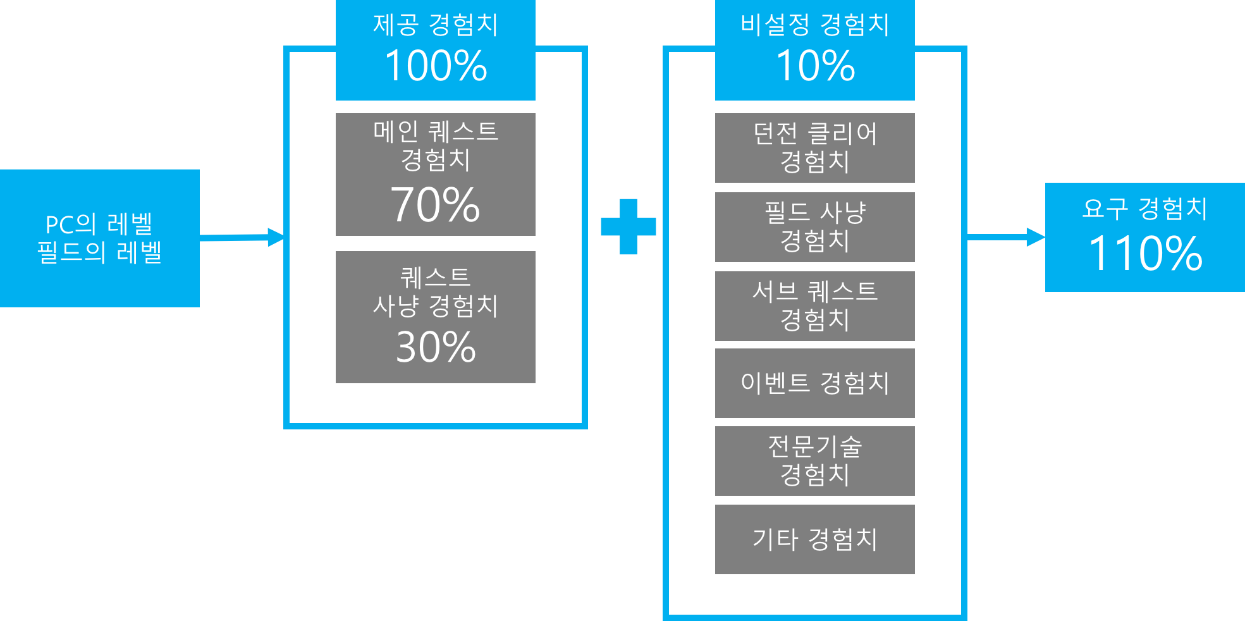 PC의 레벨
필드의 레벨
제공 경험치
100%
메인 퀘스트
경험치
70%
퀘스트
사냥 경험치
30%
비설정 경험치
10%
던전 클리어
경험치
필드 사냥
경험치
서브 퀘스트
경험치
이벤트 경험치
전문기술
경험치
기타 경험치
요구 경험치
110%